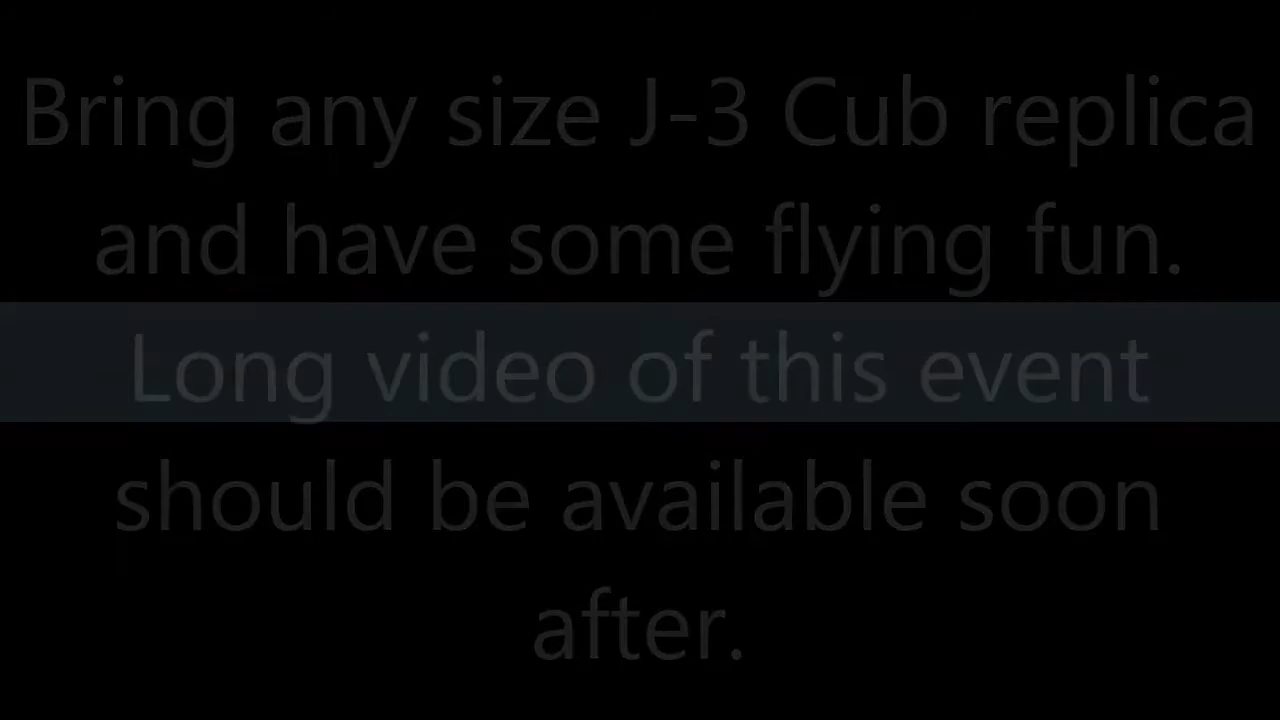 Bring any size J-3 Cub replica
and have some flying fun.
Long video of this event
should be available soon
after.